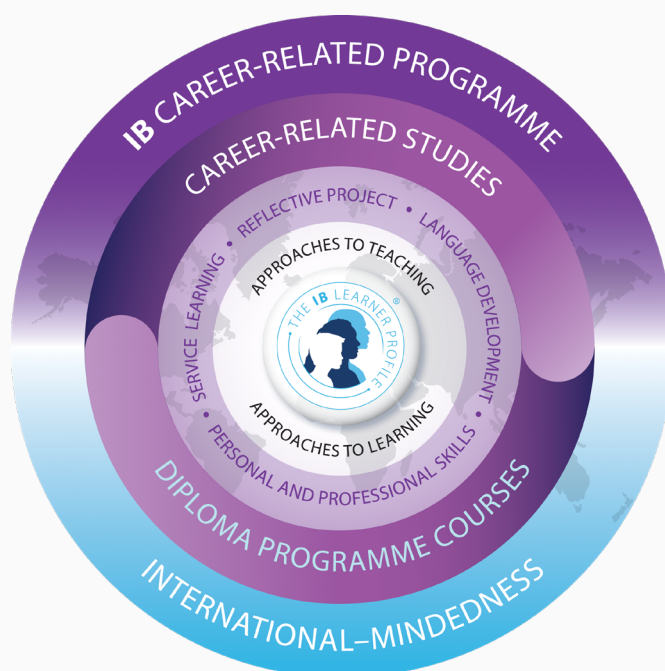 IB CAREER-RELATED PROGRAMME
CAREER-RELATED STUDIES
SERVICE LEARNING • REFLECTIVE PROJECT • LANGUAGE DEVELOPMENT •
APPROACHES TO TEACHING
• THE IB LEARNER PROFILE • ®
APPROACHES TO LEARNING
• PERSONAL AND PROFESSIONAL SKILLS
DIPLOMA PROGRAMME COURSES
INTERNATIONAL–MINDEDNESS